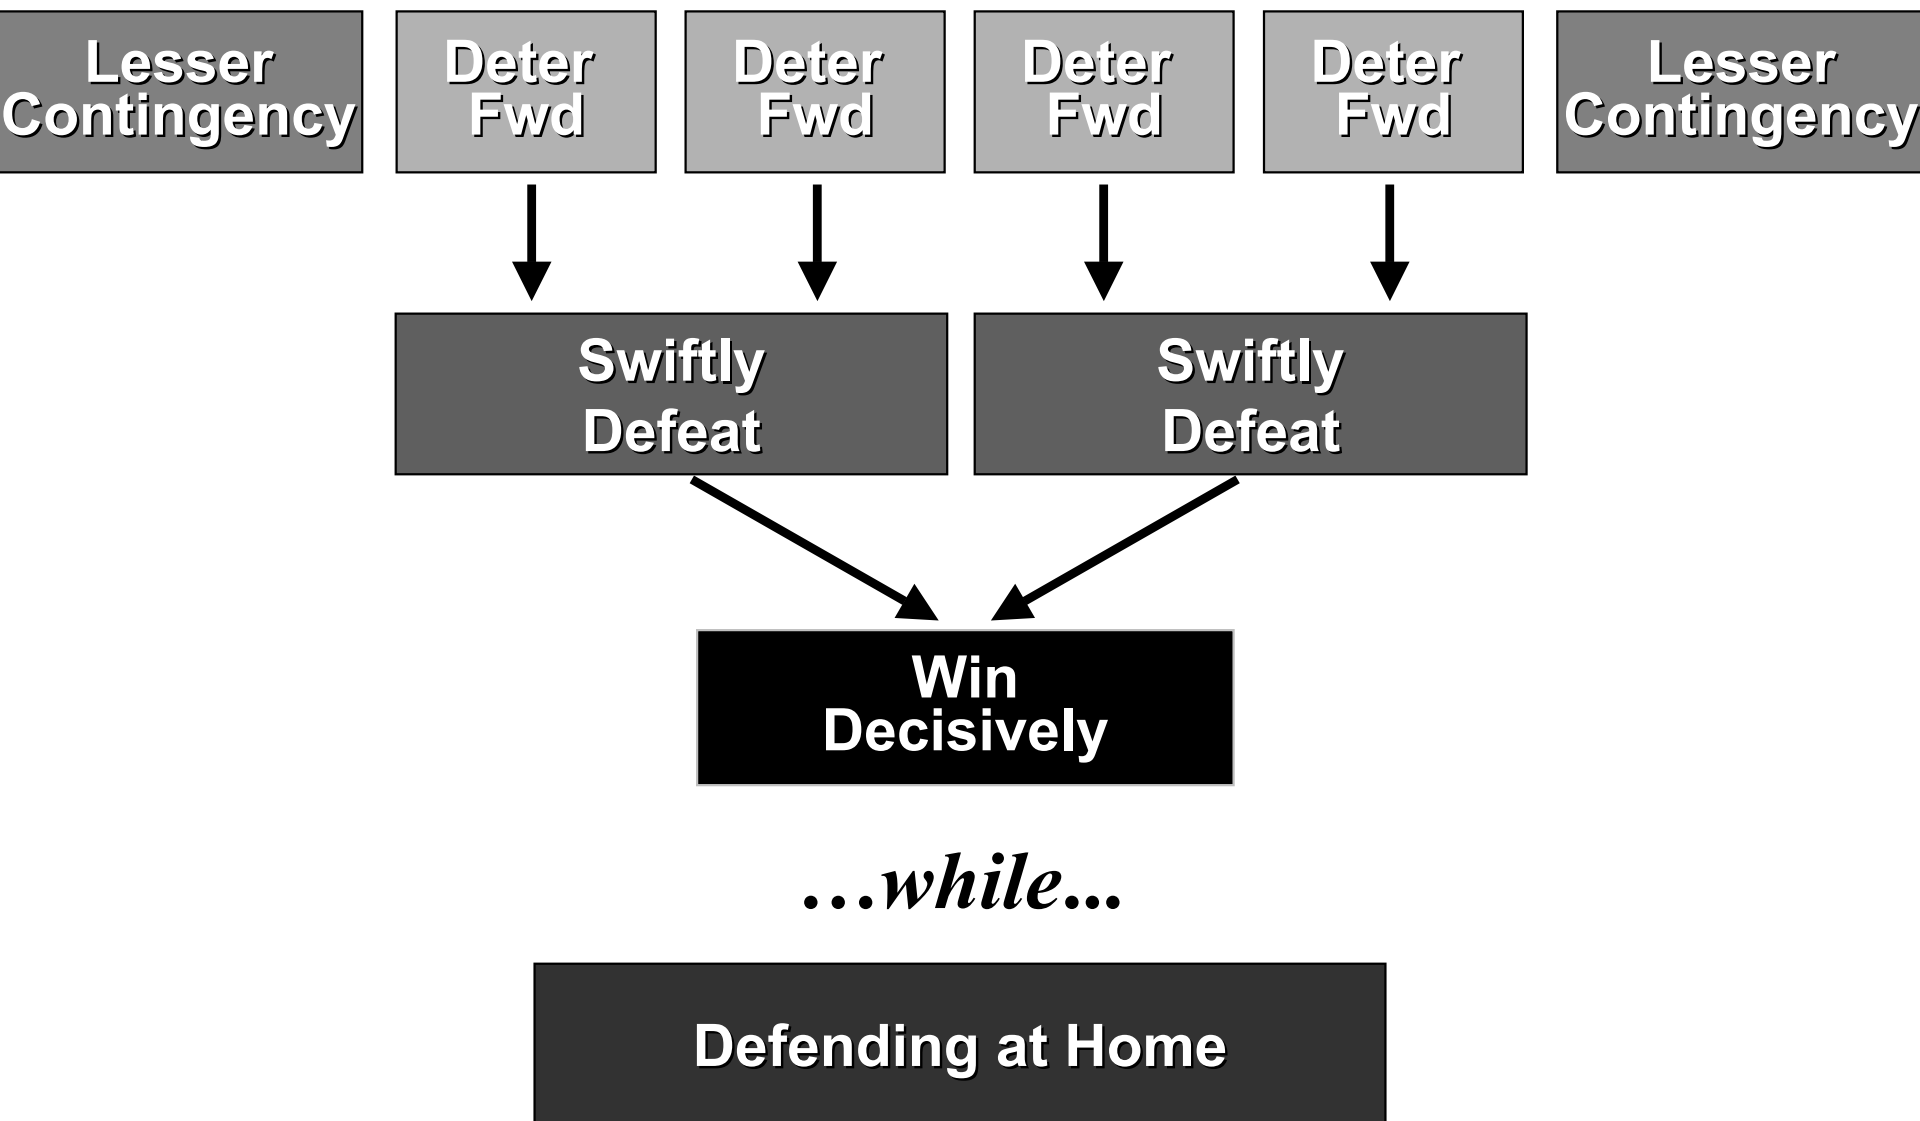 Lesser
Contingency
Deter
Fwd
Deter
Fwd
Deter
Fwd
Deter
Fwd
Lesser
Contingency
Swiftly
Defeat
Swiftly
Defeat
Win
Decisively
…while...
Defending at Home